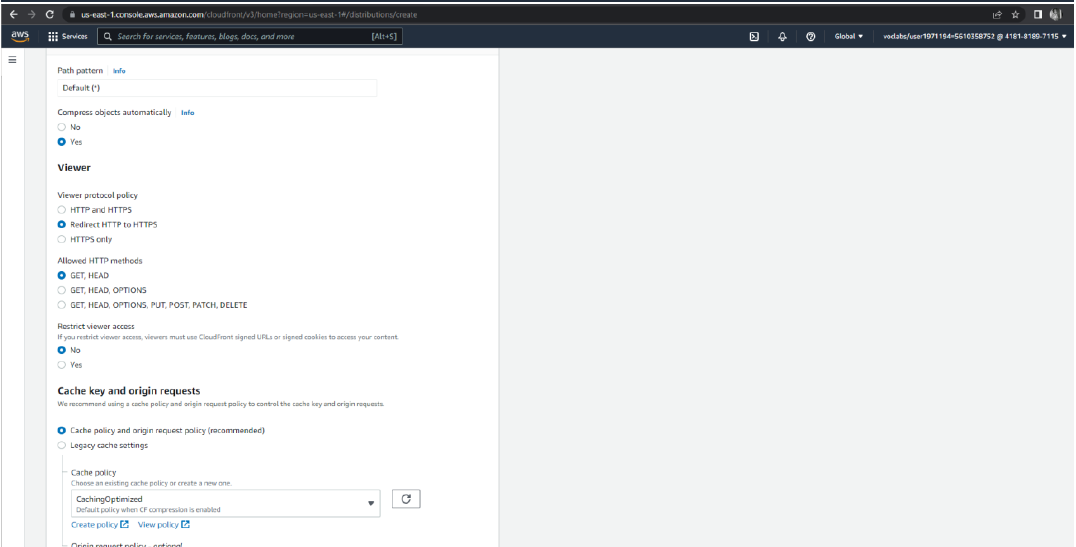 us-east-1.console.aws.amazon.com/cloudfront/v3/home?region=us-east-1#/distributions/create
aws Services Search for services, features, blogs, docs, and more [Alt+S] Global vodabs/user1971194=5610358752 @ 4181-8189-7115
Path pattern Info
Default (*)
Compress objects automatically Info
No
Yes
Viewer
Viewer protocol policy
HTTP and HTTPS
Redirect HTTP to HTTPS
HTTPS only
Allowed HTTP methods
GET, HEAD
GET, HEAD, OPTIONS
GET, HEAD, OPTIONS, PUT, POST, PATCH, DELETE
Restrict viewer access
If you restrict viewer access, viewers must use CloudFront signed URLs or signed cookies to access your content.
No
Yes
Cache key and origin requests
We recommend using a cache policy and origin request policy to control the cache key and origin requests.
Cache policy and origin request policy (recommended)
Legacy cache settings
Cache policy
Choose an existing cache policy or create a new one.
CachingOptimized
Default policy when CF compression is enabled
Create policy View policy
Origin request policy - optional